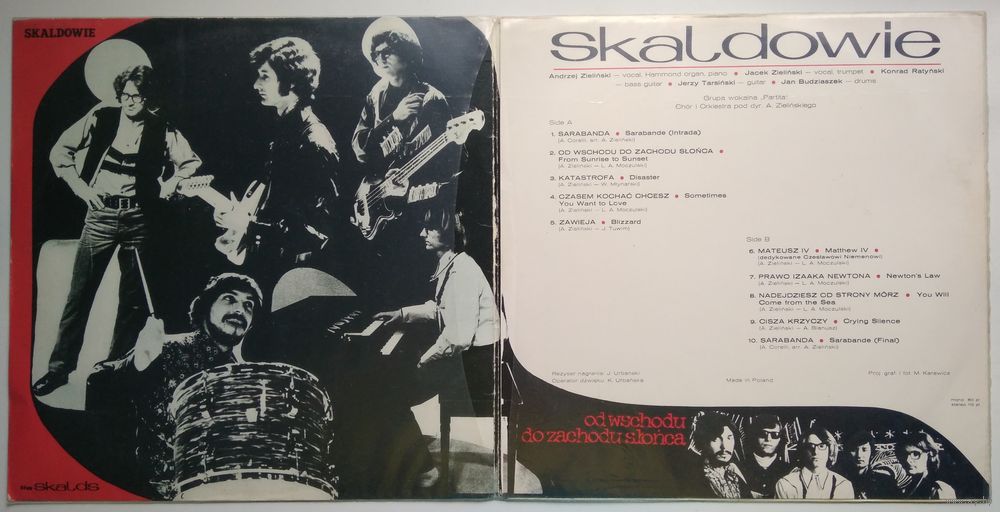 SKALDOWIE
the skalds
skaldowie
Andrzej Zieliński — vocal, Hammond organ, piano • Jacek Zieliński — vocal, trumpet • Konrad Ratyński
— bass guitar • Jerzy Tarsiński — guitar • Jan Budziaszek — drums
Grupa wokalna „Partita”
Chór i Orkiestra pod dyr. A. Zielińskiego
Side A
1. SARABANDA • Sarabande (Intrada)
(A. Corelli, arr. A. Zieliński)
2. OD WSCHODU DO ZACHODU SŁOŃCA •
From Sunrise to Sunset
(A. Zieliński — L. A. Moczulski)
3. KATASTROFA • Disaster
(A. Zieliński — W. Młynarski)
4. CZASEM KOCHAĆ CHCESZ • Sometimes
You Want to Love
(A. Zieliński — L. A. Moczulski)
5. ZAWIEJA • Blizzard
(A. Zieliński — J. Tuwim)
Side B
6. MATEUSZ IV • Matthew IV •
(dedykowane Czesławowi Niemenowi)
(A. Zieliński — L. A. Moczulski)
7. PRAWO IZAAKA NEWTONA • Newton's Law
(A. Zieliński — L. A. Moczulski)
8. NADEJDZIESZ OD STRONY MÓRZ • You Will
Come from the Sea
(A. Zieliński — L. A. Moczulski)
9. CISZA KRZYCZY • Crying Silence
(A. Zieliński — A. Bianusz)
10. SARABANDA • Sarabande (Final)
(A. Corelli, arr. A. Zieliński)
Reżyser nagrania: J. Urbański
Operator dźwięku: K. Urbańska
Made in Poland
Proj. graf. i fot. M. Karewicz
mono
stereo
od wschodu
do zachodu słońca